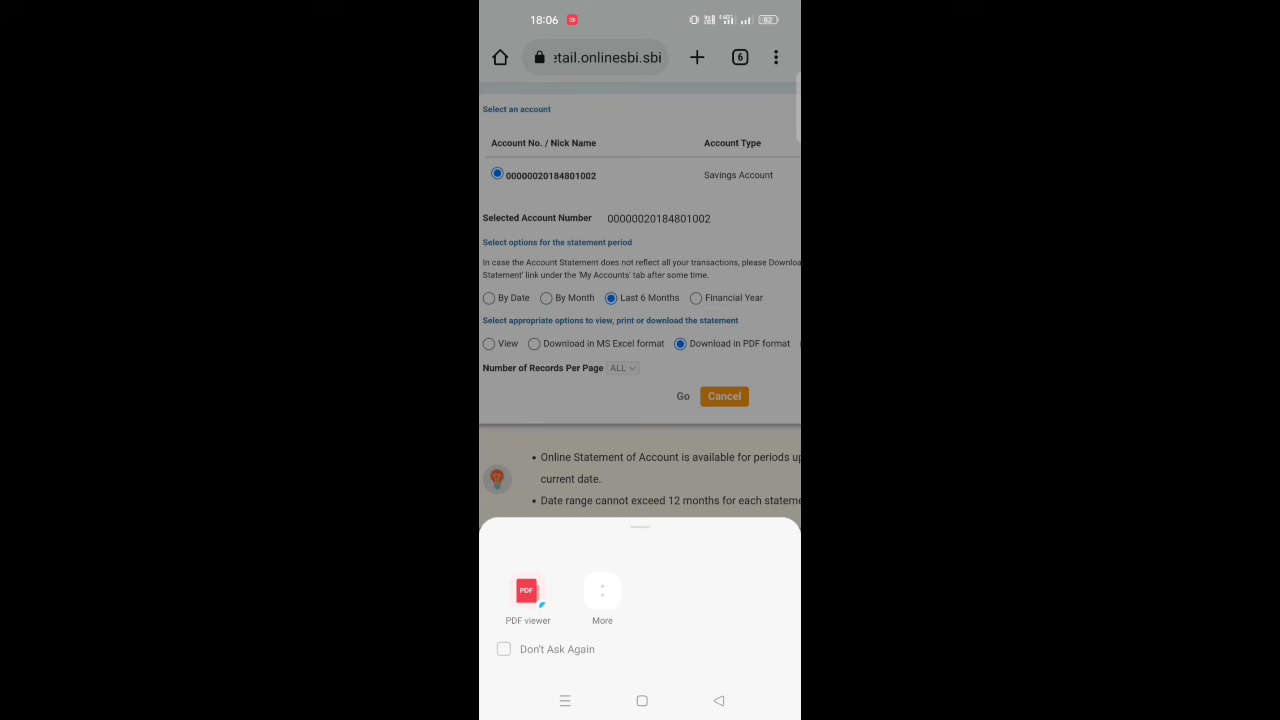 18:06
82
etail.onlinesbi.sbi
6
Select an account
Account No. / Nick Name Account Type
00000020184801002 Savings Account
Selected Account Number 00000020184801002
Select options for the statement period
In case the Account Statement does not reflect all your transactions, please Downloa
Statement' link under the 'My Accounts' tab after some time.
By Date By Month Last 6 Months Financial Year
Select appropriate options to view, print or download the statement
View Download in MS Excel format Download in PDF format
Number of Records Per Page ALL
Go Cancel
• Online Statement of Account is available for periods up
current date.
• Date range cannot exceed 12 months for each stateme
PDF
PDF viewer More
Don't Ask Again